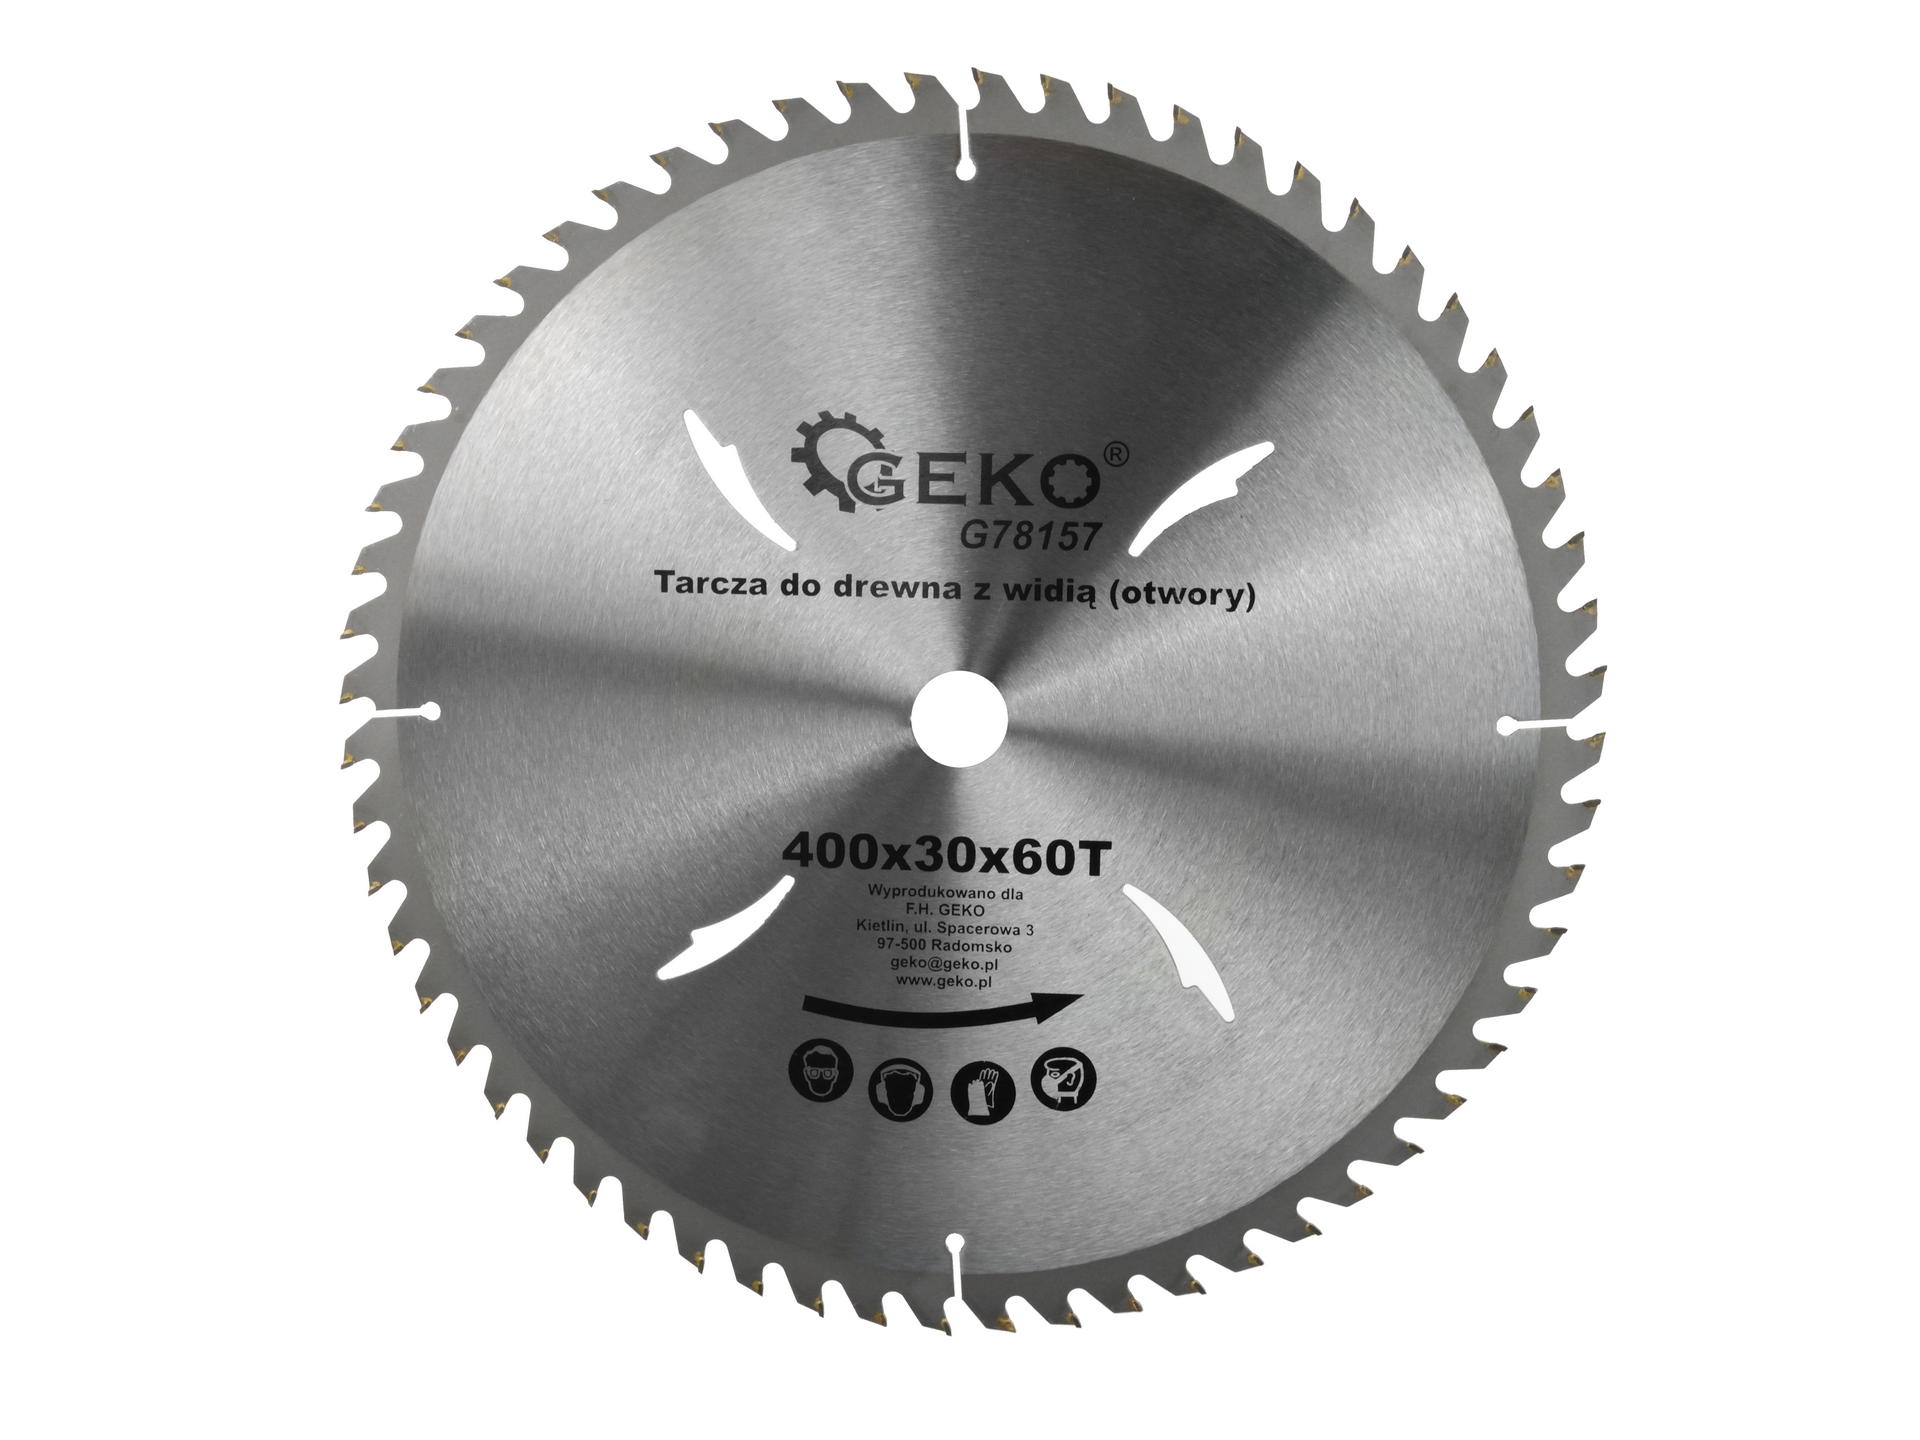 GEKO®
G78157
Tarcza do drewna z widią (otwory)
400x30x60T
Wyprodukowano dla
F.H. GEKO
Kietlin, ul. Spacerowa 3
97-500 Radomsko
geko@geko.pl
www.geko.pl